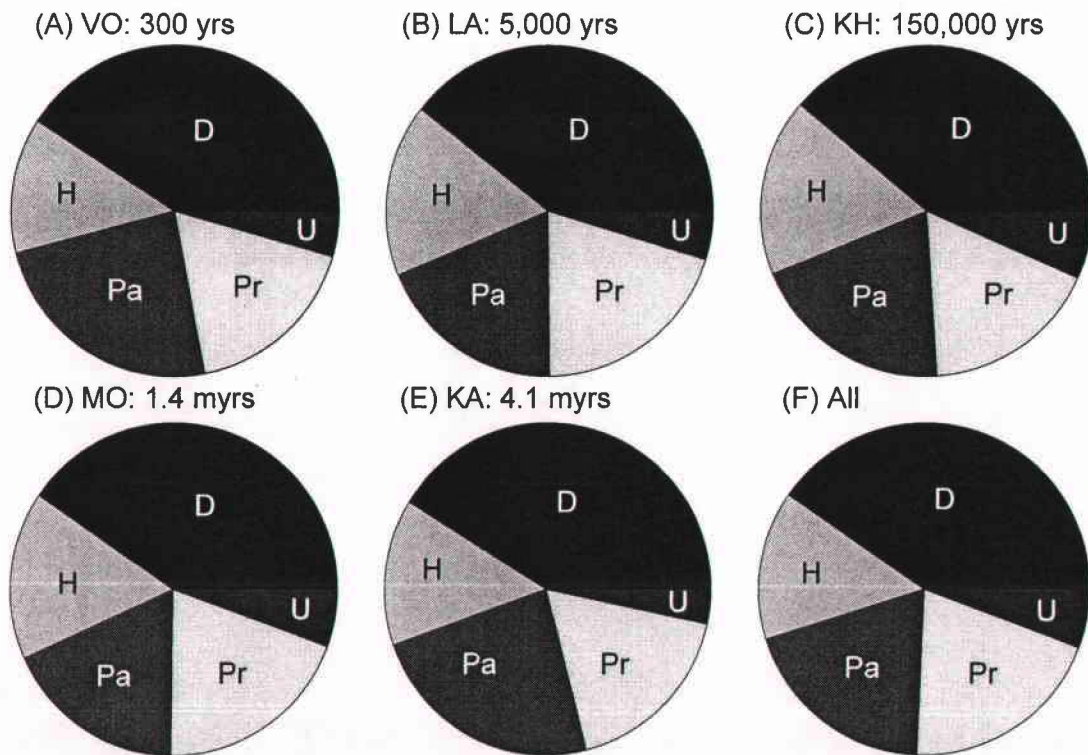 (A) VO: 300 yrs
(B) LA: 5,000 yrs
(C) KH: 150,000 yrs
D
H
U
Pa
Pr
D
H
U
Pa
Pr
D
H
U
Pa
Pr
(D) MO: 1.4 myrs
(E) KA: 4.1 myrs
(F) All
D
H
U
Pa
Pr
D
H
U
Pa
Pr
D
H
U
Pa
Pr